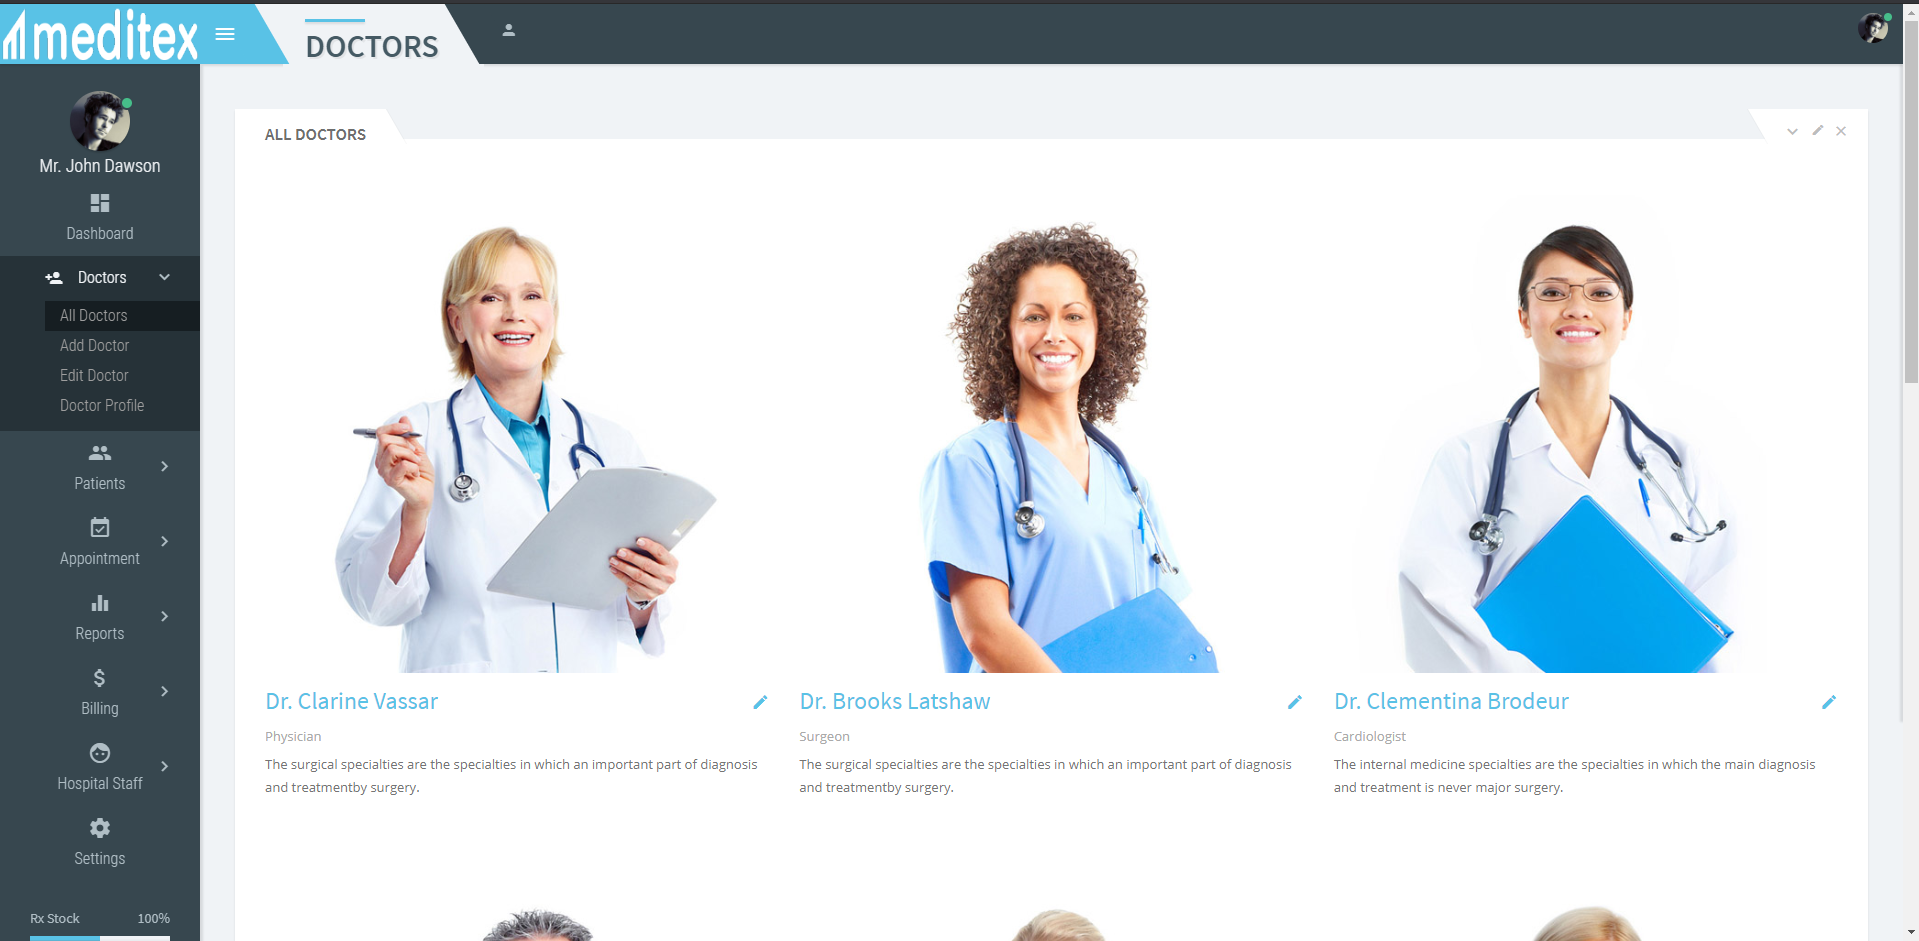 meditex
DOCTORS
Mr. John Dawson
Dashboard
Doctors
All Doctors
Add Doctor
Edit Doctor
Doctor Profile
Patients
Appointment
Reports
Billing
Hospital Staff
Settings
Rx Stock 100%
ALL DOCTORS
Dr. Clarine Vassar
Physician
The surgical specialties are the specialties in which an important part of diagnosis
and treatmentby surgery.
Dr. Brooks Latshaw
Surgeon
The surgical specialties are the specialties in which an important part of diagnosis
and treatmentby surgery.
Dr. Clementina Brodeur
Cardiologist
The internal medicine specialties are the specialties in which the main diagnosis
and treatment is never major surgery.